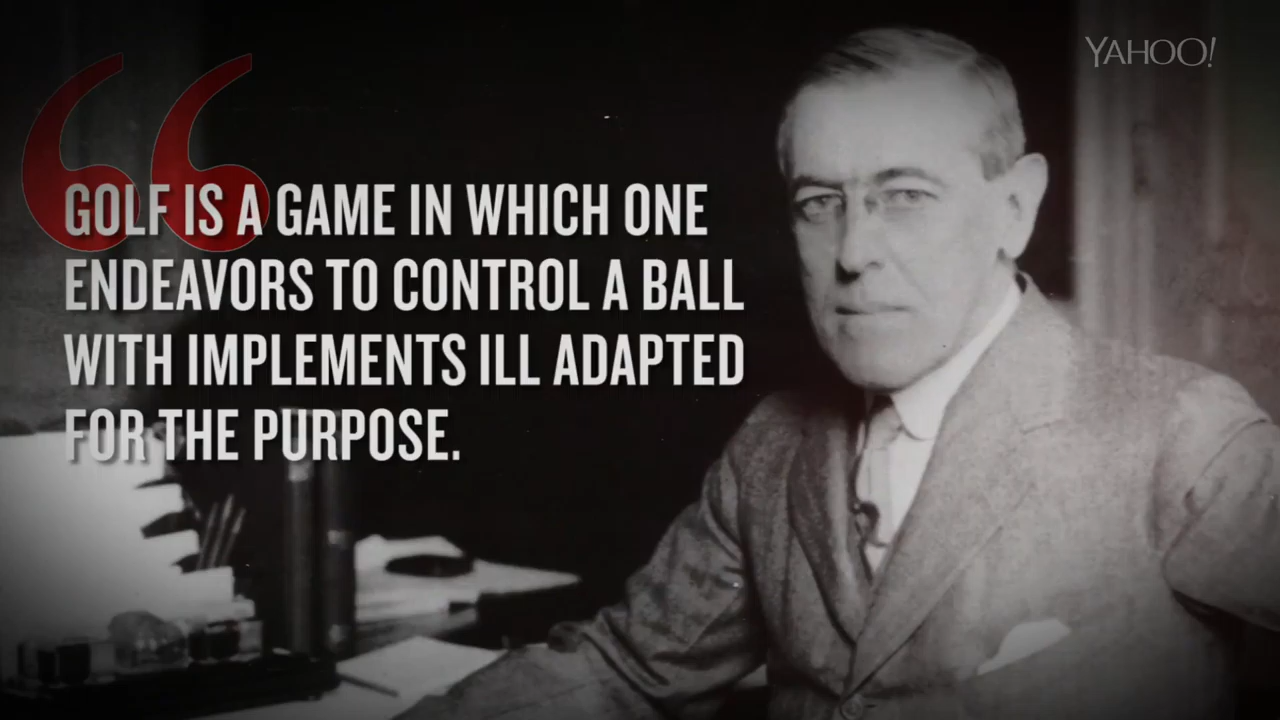 YAHOO!
GOLF IS A GAME IN WHICH ONE
ENDEAVORS TO CONTROL A BALL
WITH IMPLEMENTS ILL ADAPTED
FOR THE PURPOSE.